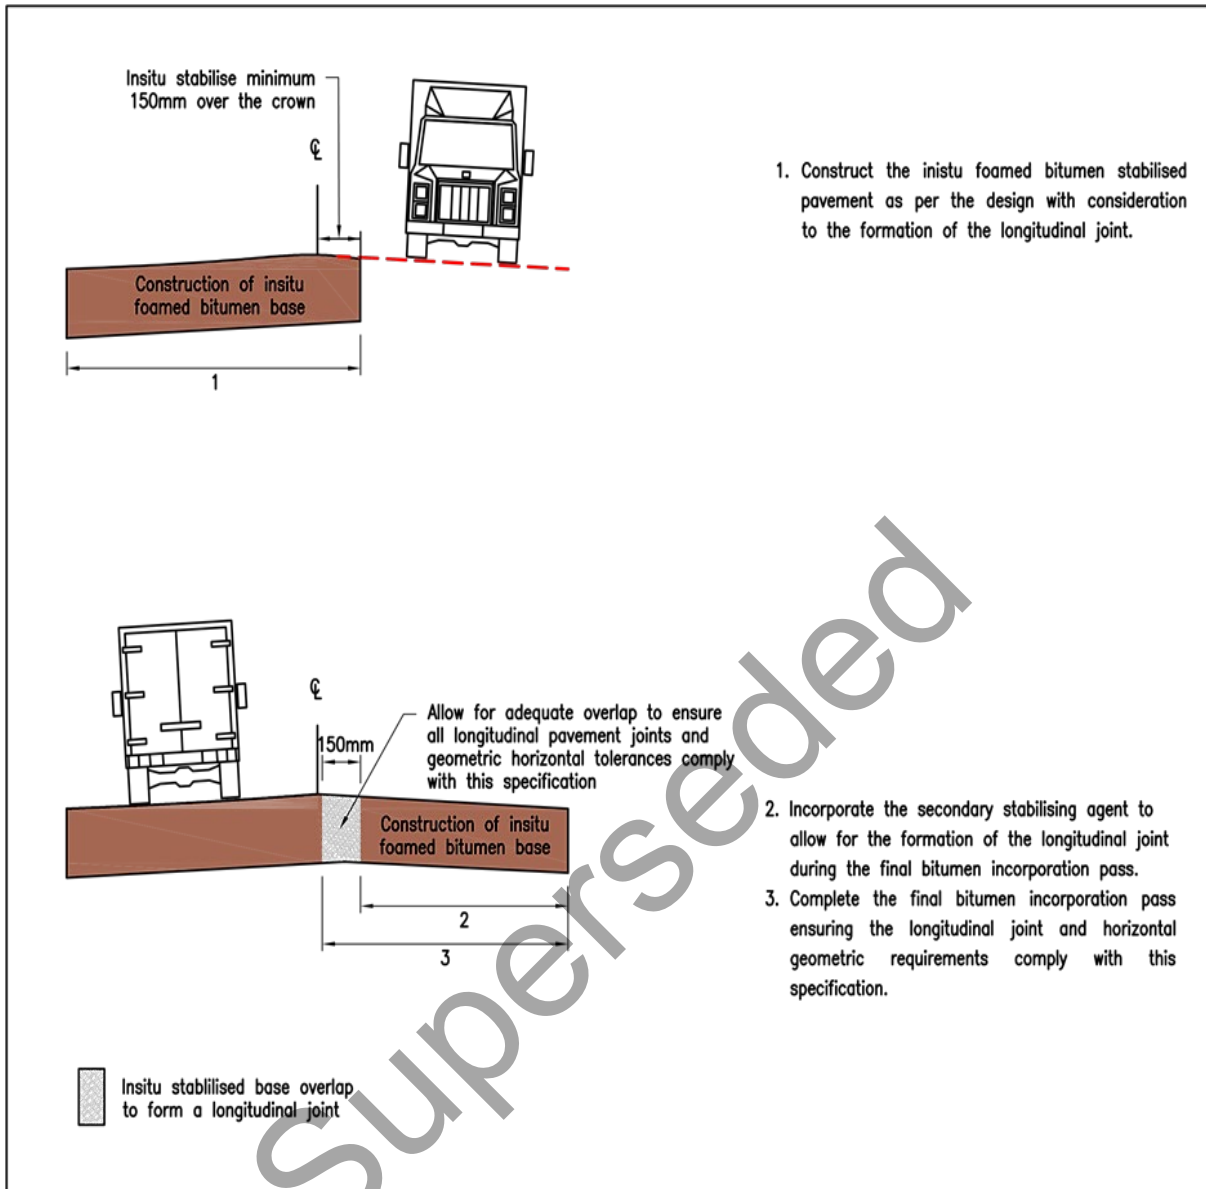 Insitu stabilise minimum
150mm over the crown
℄
1. Construct the inistu foamed bitumen stabilised
pavement as per the design with consideration
to the formation of the longitudinal joint.
Construction of insitu
foamed bitumen base
1
℄
150mm
Allow for adequate overlap to ensure
all longitudinal pavement joints and
geometric horizontal tolerances comply
with this specification
Construction of insitu
foamed bitumen base
2
3
2. Incorporate the secondary stabilising agent to
allow for the formation of the longitudinal joint
during the final bitumen incorporation pass.
3. Complete the final bitumen incorporation pass
ensuring the longitudinal joint and horizontal
geometric requirements comply with this
specification.
Insitu stablilised base overlap
to form a longitudinal joint
Superseded